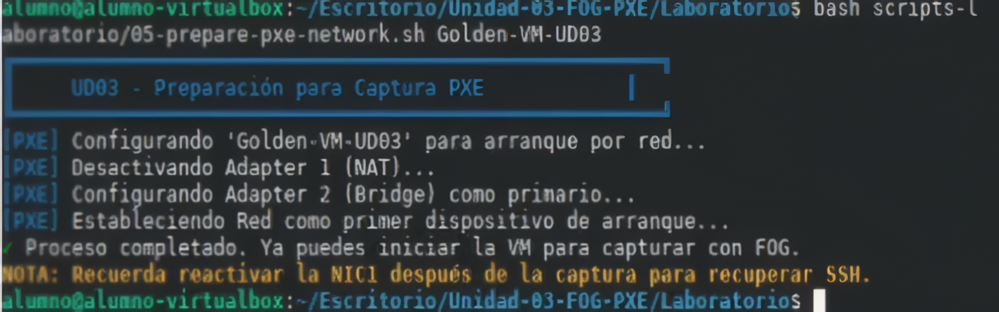 alumno@alumno-virtualbox:~/Escritorio/Unidad-03-FOG-PXE/Laboratorio$ bash scripts-l
aboratorio/05-prepare-pxe-network.sh Golden-VM-UD03
UD03 - Preparación para Captura PXE
[PXE] Configurando 'Golden-VM-UD03' para arranque por red...
[PXE] Desactivando Adapter 1 (NAT)...
[PXE] Configurando Adapter 2 (Bridge) como primario...
[PXE] Estableciendo Red como primer dispositivo de arranque...
✓ Proceso completado. Ya puedes iniciar la VM para capturar con FOG.
NOTA: Recuerda reactivar la NIC1 después de la captura para recuperar SSH.
alumno@alumno-virtualbox:~/Escritorio/Unidad-03-FOG-PXE/Laboratorio$